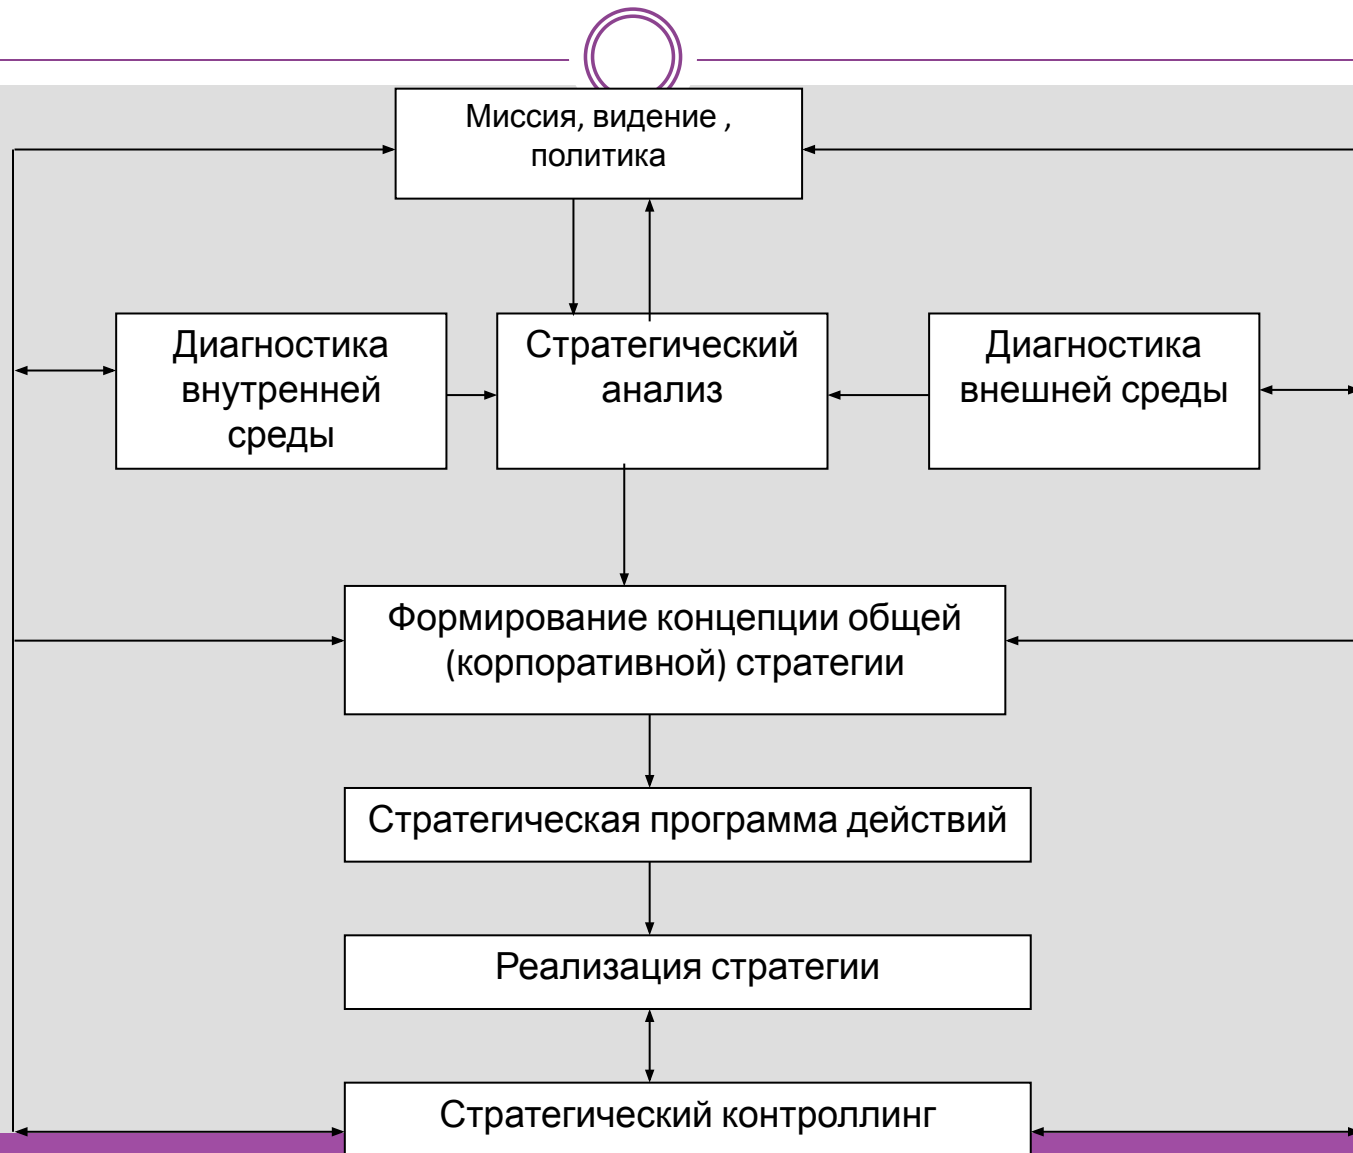 Миссия, видение ,
политика
Диагностика
внутренней
среды
Стратегический
анализ
Диагностика
внешней среды
Формирование концепции общей
(корпоративной) стратегии
Стратегическая программа действий
Реализация стратегии
Стратегический контроллинг